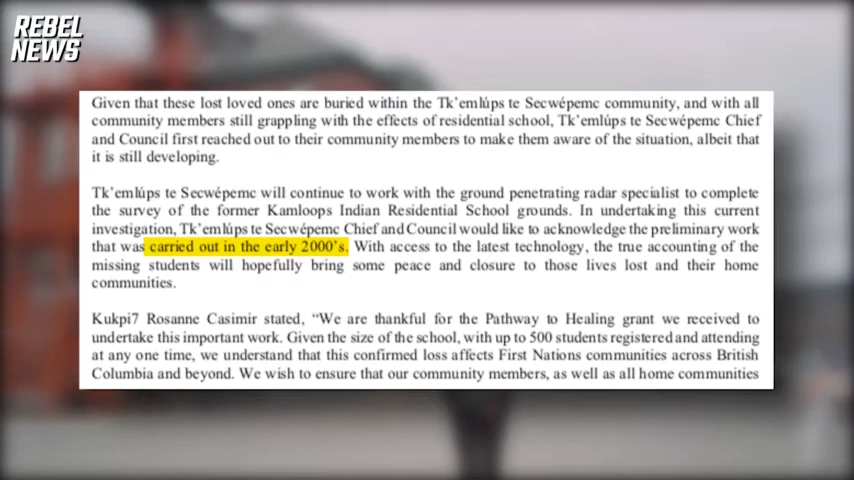 REBEL
NEWS
Given that these lost loved ones are buried within the Tk’emlúps te Secwépemc community, and with all
community members still grappling with the effects of residential school, Tk’emlúps te Secwépemc Chief
and Council first reached out to their community members to make them aware of the situation, albeit that
it is still developing.
Tk’emlúps te Secwépemc will continue to work with the ground penetrating radar specialist to complete
the survey of the former Kamloops Indian Residential School grounds. In undertaking this current
investigation, Tk’emlúps te Secwépemc Chief and Council would like to acknowledge the preliminary work
that was carried out in the early 2000’s. With access to the latest technology, the true accounting of the
missing students will hopefully bring some peace and closure to those lives lost and their home
communities.
Kukpi7 Rosanne Casimir stated, “We are thankful for the Pathway to Healing grant we received to
undertake this important work. Given the size of the school, with up to 500 students registered and attending
at any one time, we understand that this confirmed loss affects First Nations communities across British
Columbia and beyond. We wish to ensure that our community members, as well as all home communities